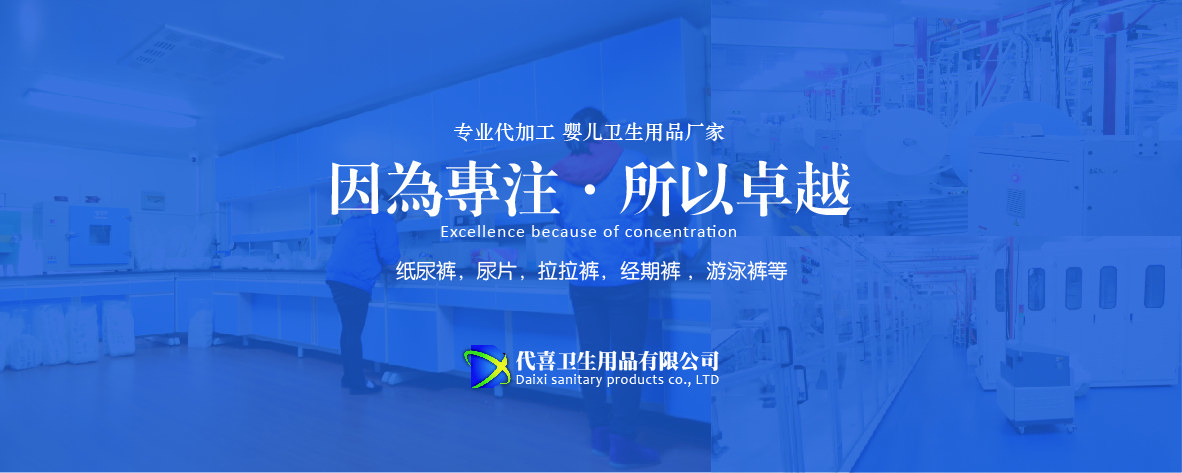 专业代加工 婴儿卫生用品厂家
因為專注·所以卓越
Excellence because of concentration
纸尿裤，尿片，拉拉裤，经期裤，游泳裤等
代喜卫生用品有限公司
Daixi sanitary products co., LTD